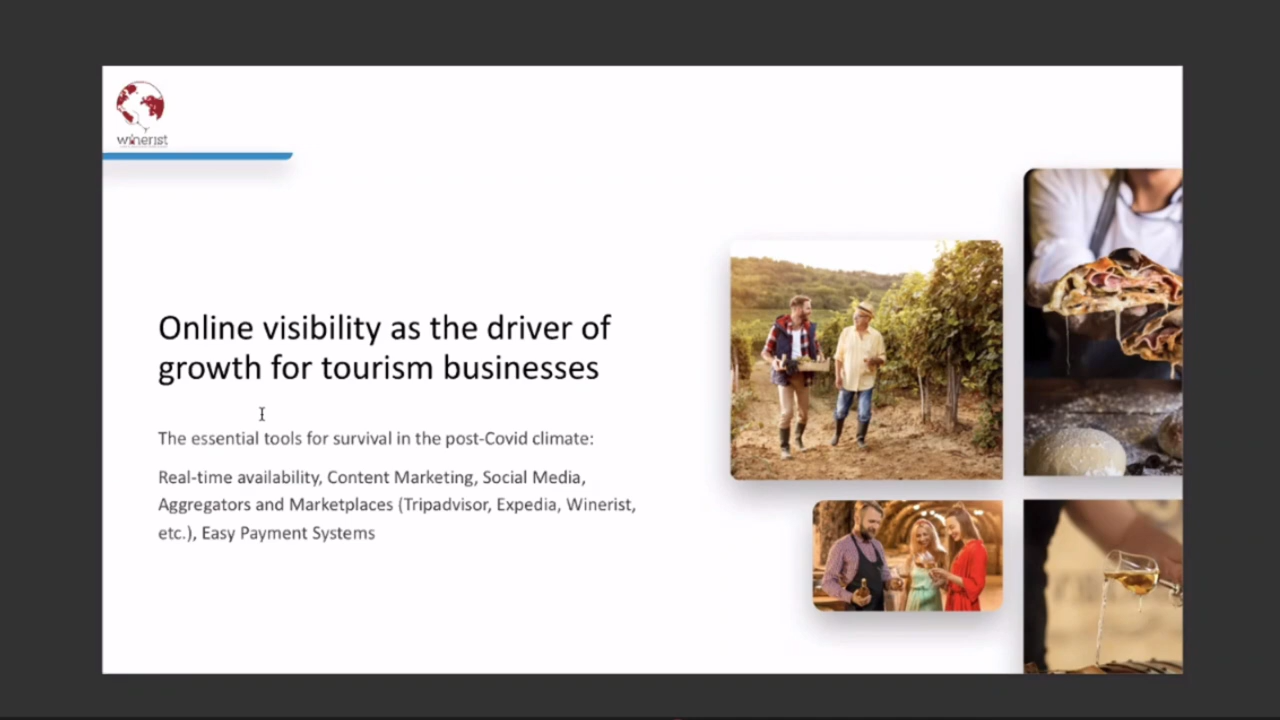 winerist
Online visibility as the driver of
growth for tourism businesses
The essential tools for survival in the post-Covid climate:
Real-time availability, Content Marketing, Social Media,
Aggregators and Marketplaces (Tripadvisor, Expedia, Winerist,
etc.), Easy Payment Systems